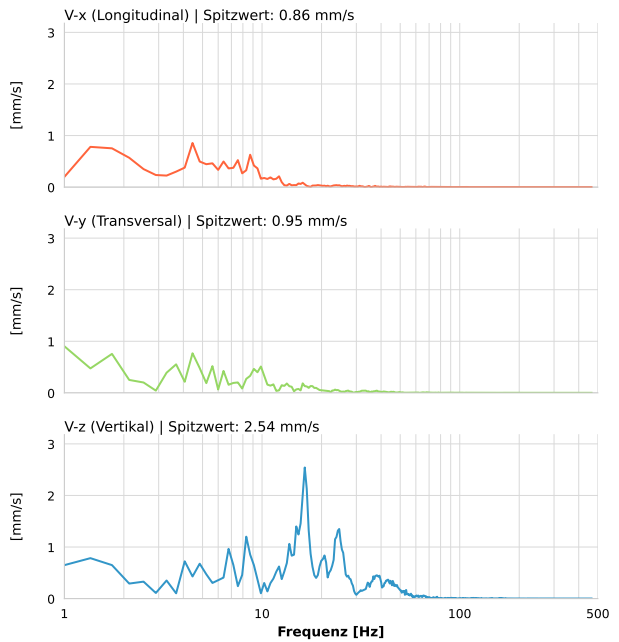 V-x (Longitudinal) | Spitzwert: 0.86 mm/s
3
2
[mm/s]
1
0
V-y (Transversal) | Spitzwert: 0.95 mm/s
3
2
[mm/s]
1
0
V-z (Vertikal) | Spitzwert: 2.54 mm/s
3
2
[mm/s]
1
0
1 10 100 500
Frequenz [Hz]